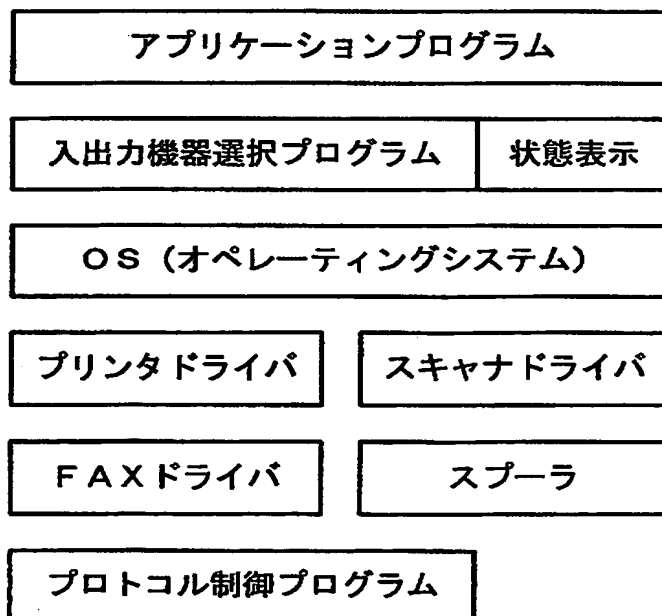 アプリケーションプログラム
入出力機器選択プログラム 状態表示
ＯＳ（オペレーティングシステム）
プリンタドライバ スキャナドライバ
ＦＡＸドライバ スプーラ
プロトコル制御プログラム